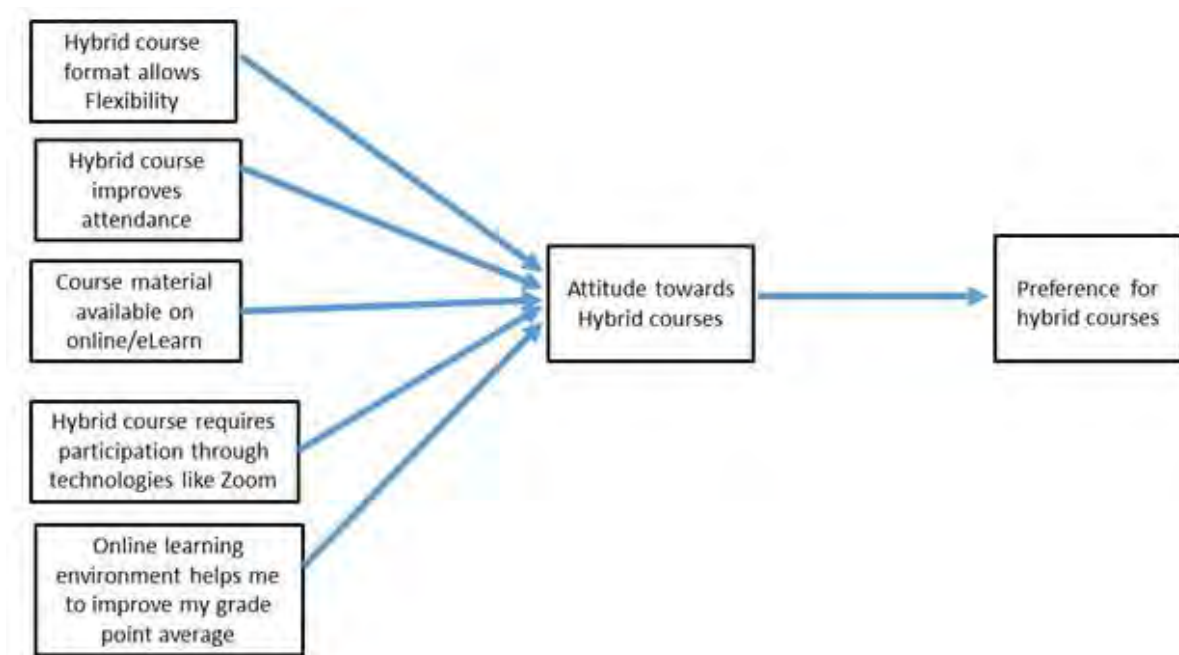 Hybrid course
format allows
Flexibility
Hybrid course
improves
attendance
Course material
available on
online/eLearn
Hybrid course requires
participation through
technologies like Zoom
Online learning
environment helps me
to improve my grade
point average
Attitude towards
Hybrid courses
Preference for
hybrid courses